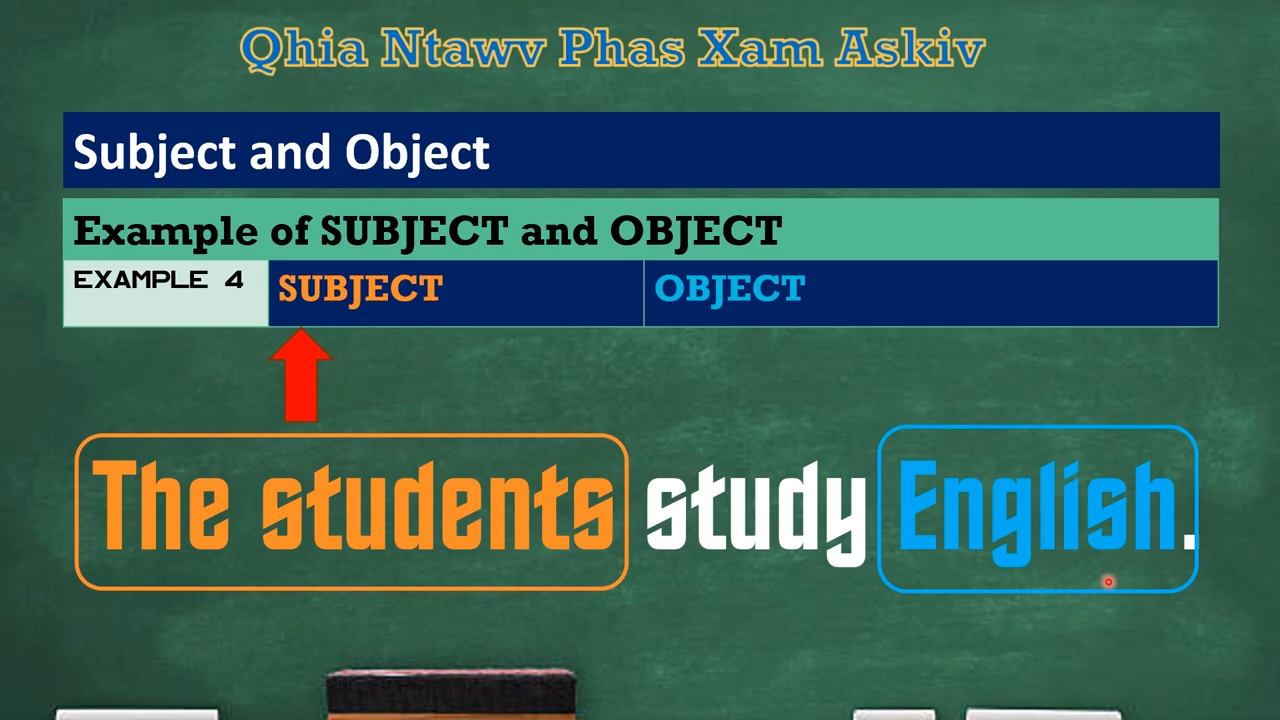 Qhia Ntawv Phas Xam Askiv
Subject and Object
Example of SUBJECT and OBJECT
EXAMPLE 4 SUBJECT OBJECT
The students study English.